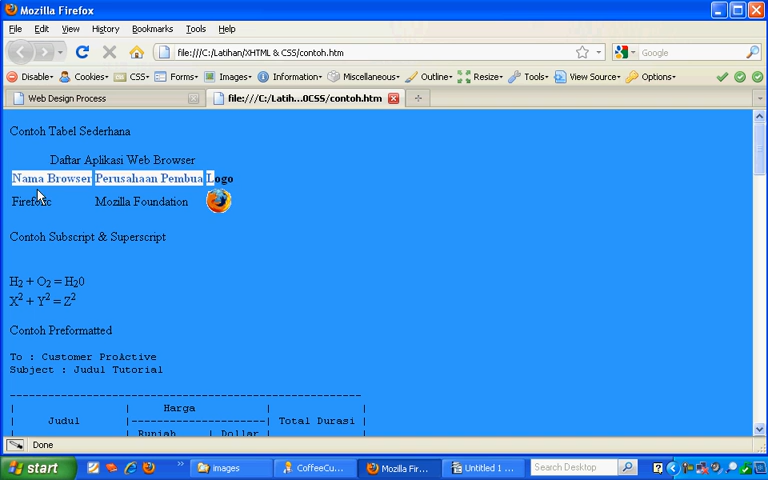 Mozilla Firefox
File Edit View History Bookmarks Tools Help
file:///C:/Latihan/XHTML & CSS/contoh.htm
Google
Disable Cookies CSS Forms Images Information Miscellaneous Outline Resize Tools View Source Options
Web Design Process
file:///C:/Latih...0CSS/contoh.htm
Contoh Tabel Sederhana
Daftar Aplikasi Web Browser
Nama Browser Perusahaan Pembua Logo
Mozilla Foundation
Contoh Subscript & Superscript
H2 + O2 = H20
X2 + Y2 = Z2
Contoh Preformatted
To : Customer ProActive
Subject : Judul Tutorial
Harga
Judul Total Durasi
Rupiah | Dollar
Done
start images CoffeeCu... Mozilla Fir... Untitled 1 ... Search Desktop